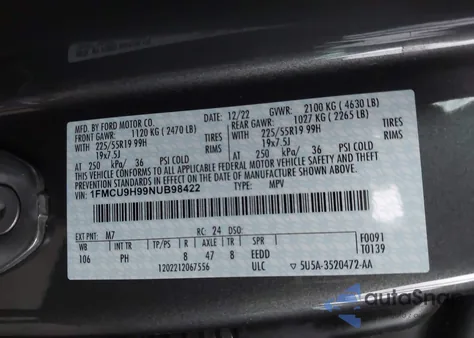 MFD. BY FORD MOTOR CO. 12/22 GVWR: 2100 KG (4630 LB)
FRONT GAWR: 1120 KG (2470 LB) REAR GAWR: 1027 KG (2265 LB)
WITH 225/55R19 99H TIRES WITH 225/55R19 99H TIRES
19x7.5J RIMS 19x7.5J RIMS
AT 250 kPa/ 36 PSI COLD AT 250 kPa/ 36 PSI COLD
THIS VEHICLE CONFORMS TO ALL APPLICABLE FEDERAL MOTOR VEHICLE SAFETY AND THEFT PREVENTION STANDARDS IN EFFECT ON THE DATE OF MANUFACTURE SHOWN ABOVE.
VIN: 1FMCU9H99NUB98422 TYPE: MPV
EXT PNT: M7 RC: 24 DSO: F0091
WB INT TR TP/PS R AXLE TR SPR T0139
106 PH 8 47 8 EEDD
1202212067556 ULC 5U5A-3520472-AA
autoSnap